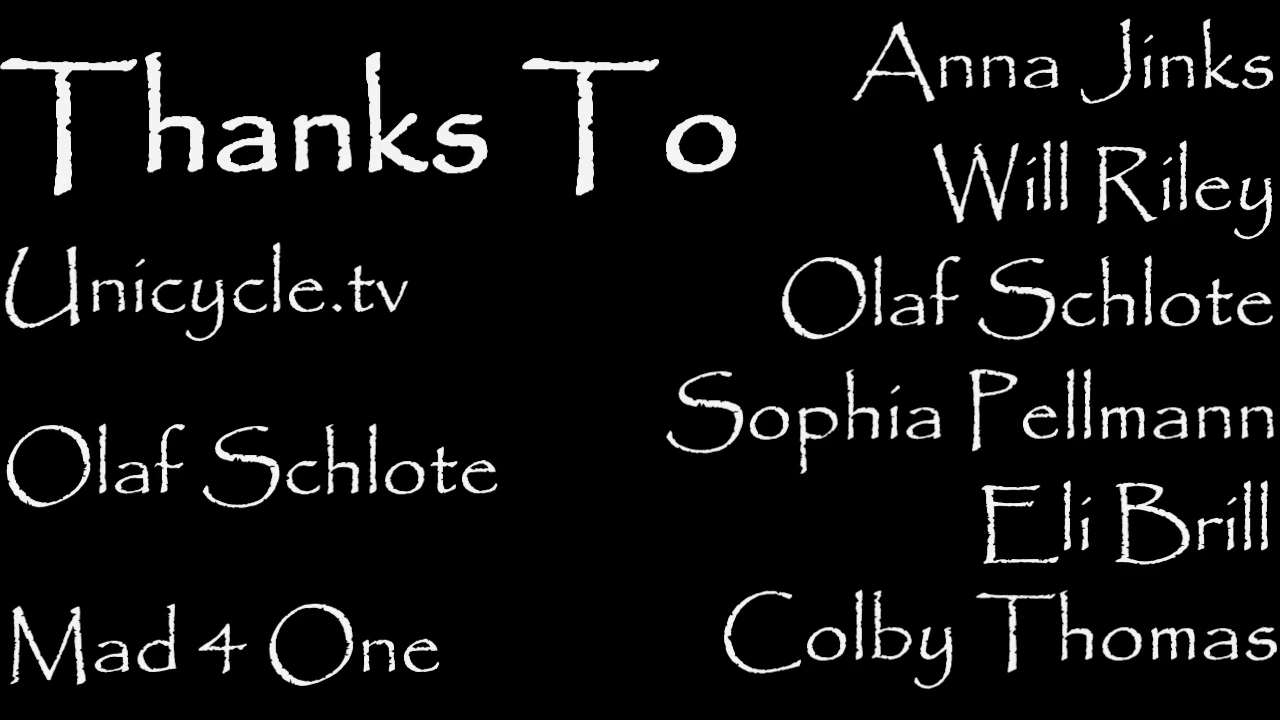 Thanks To
Unicycle.tv
Olaf Schlote
Mad 4 One
Anna Jinks
Will Riley
Olaf Schlote
Sophia Pellmann
Eli Brill
Colby Thomas